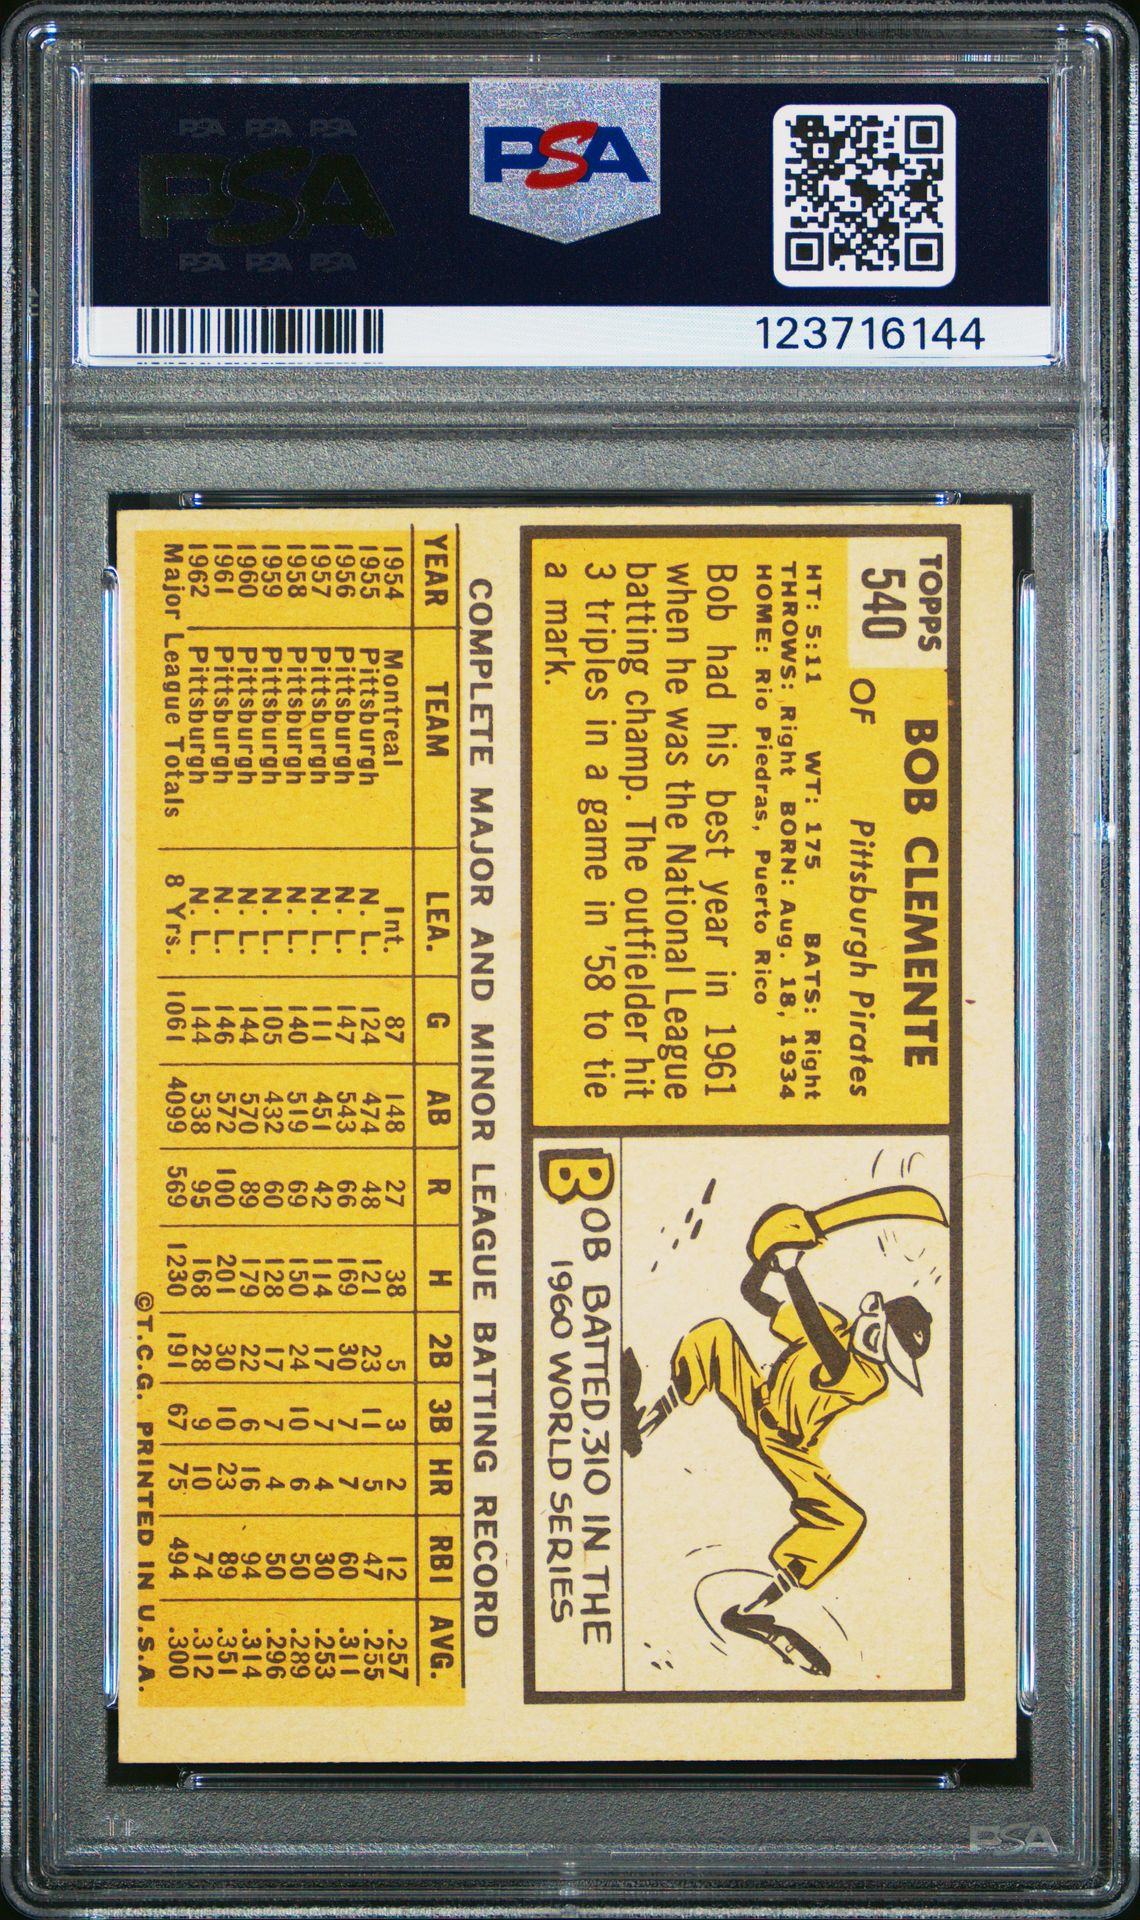 PSA PSA PSA
PSA
PSA PSA PSA
PSA
123716144
TOPPS
540
BOB CLEMENTE
OF Pittsburgh Pirates
HT: 5:11 WT: 175 BATS: Right
THROWS: Right BORN: Aug. 18, 1934
HOME: Rio Piedras, Puerto Rico
Bob had his best year in 1961
when he was the National League
batting champ. The outfielder hit
3 triples in a game in '58 to tie
a mark.
BOB BATTED .310 IN THE
1960 WORLD SERIES
COMPLETE MAJOR AND MINOR LEAGUE BATTING RECORD
YEAR TEAM LEA. G AB R H 2B 3B HR RBI AVG.
1954 Montreal Int. 87 148 27 38 5 3 2 12 .257
1955 Pittsburgh N. L. 124 474 48 121 23 11 5 47 .255
1956 Pittsburgh N. L. 147 543 66 169 30 7 7 60 .311
1957 Pittsburgh N. L. 111 451 42 114 17 7 4 30 .253
1958 Pittsburgh N. L. 140 519 69 150 24 10 6 50 .289
1959 Pittsburgh N. L. 105 432 60 128 17 7 4 50 .296
1960 Pittsburgh N. L. 144 570 89 179 22 6 16 94 .314
1961 Pittsburgh N. L. 146 572 100 201 30 10 23 89 .351
1962 Pittsburgh N. L. 144 538 95 168 28 9 10 74 .312
Major League Totals 8 Yrs. 1061 4099 569 1230 191 67 75 494 .300
©T.C.G. PRINTED IN U.S.A.
PSA